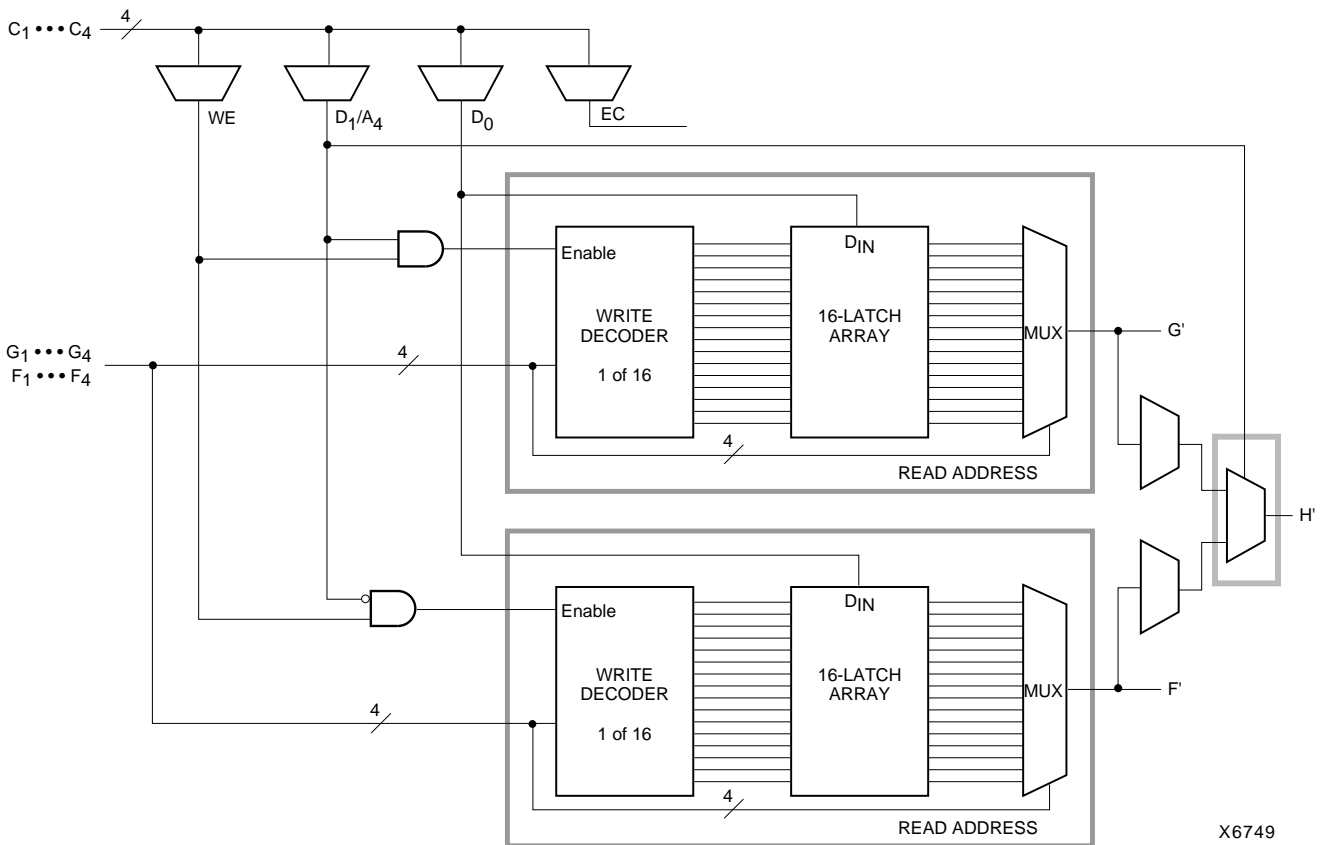 C1 ••• C4
4
WE
D1/A4
D0
EC
Enable
DIN
WRITE
DECODER
1 of 16
16-LATCH
ARRAY
MUX
G'
G1 ••• G4
F1 ••• F4
4
4
READ ADDRESS
H'
Enable
DIN
WRITE
DECODER
1 of 16
16-LATCH
ARRAY
MUX
F'
4
4
READ ADDRESS
X6749